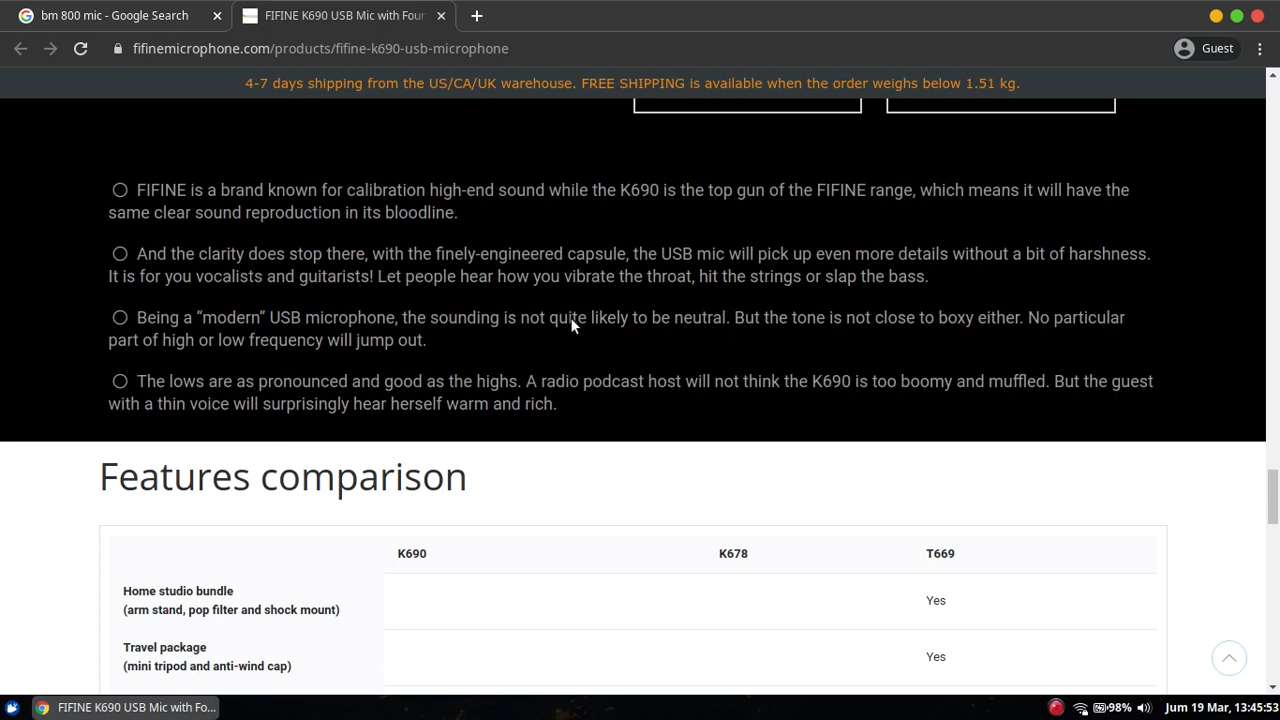 bm 800 mic - Google Search
FIFINE K690 USB Mic with Four
fifinemicrophone.com/products/fifine-k690-usb-microphone
Guest
4-7 days shipping from the US/CA/UK warehouse. FREE SHIPPING is available when the order weighs below 1.51 kg.
FIFINE is a brand known for calibration high-end sound while the K690 is the top gun of the FIFINE range, which means it will have the
same clear sound reproduction in its bloodline.
And the clarity does stop there, with the finely-engineered capsule, the USB mic will pick up even more details without a bit of harshness.
It is for you vocalists and guitarists! Let people hear how you vibrate the throat, hit the strings or slap the bass.
Being a “modern” USB microphone, the sounding is not quite likely to be neutral. But the tone is not close to boxy either. No particular
part of high or low frequency will jump out.
The lows are as pronounced and good as the highs. A radio podcast host will not think the K690 is too boomy and muffled. But the guest
with a thin voice will surprisingly hear herself warm and rich.
Features comparison
K690 K678 T669
Home studio bundle
(arm stand, pop filter and shock mount)
Yes
Travel package
(mini tripod and anti-wind cap)
Yes
FIFINE K690 USB Mic with Fo...
98%
Jum 19 Mar, 13:45:53